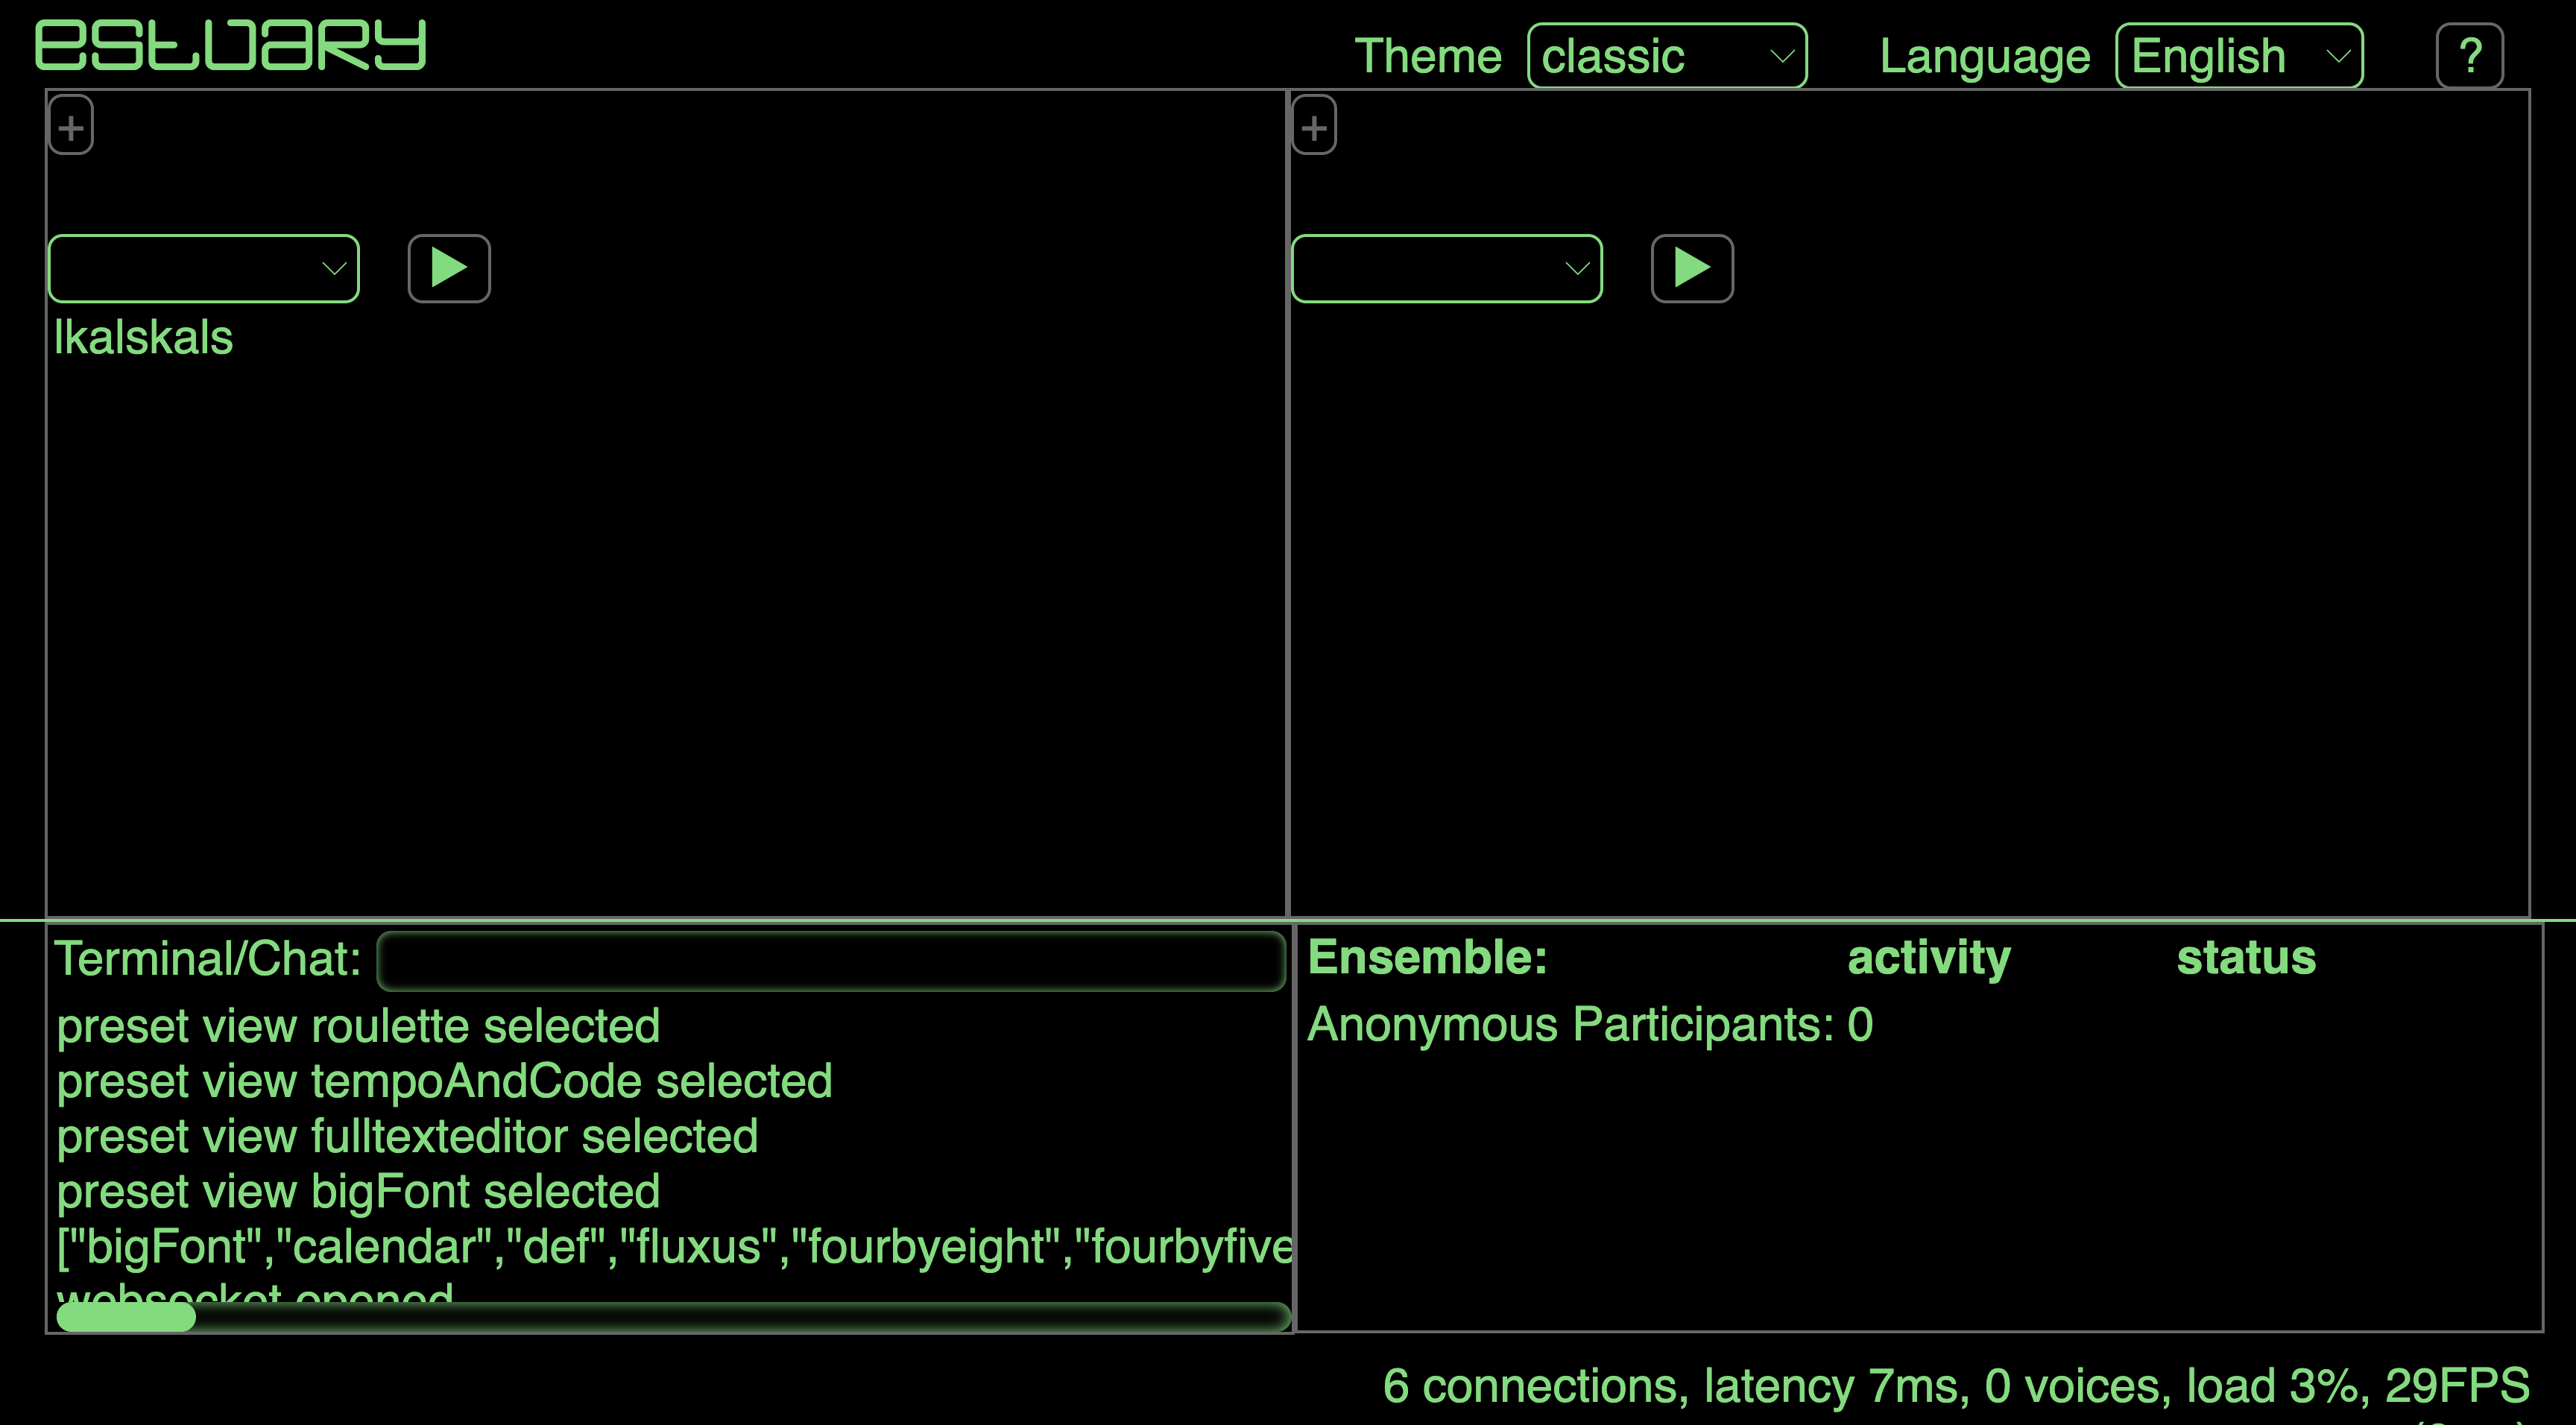 estuary
Theme classic Language English ?
+ +
lkalskals
Terminal/Chat:
preset view roulette selected
preset view tempoAndCode selected
preset view fulltexteditor selected
preset view bigFont selected
["bigFont","calendar","def","fluxus","fourbyeight","fourbyfive
websocket opened
Ensemble: activity status
Anonymous Participants: 0
6 connections, latency 7ms, 0 voices, load 3%, 29FPS